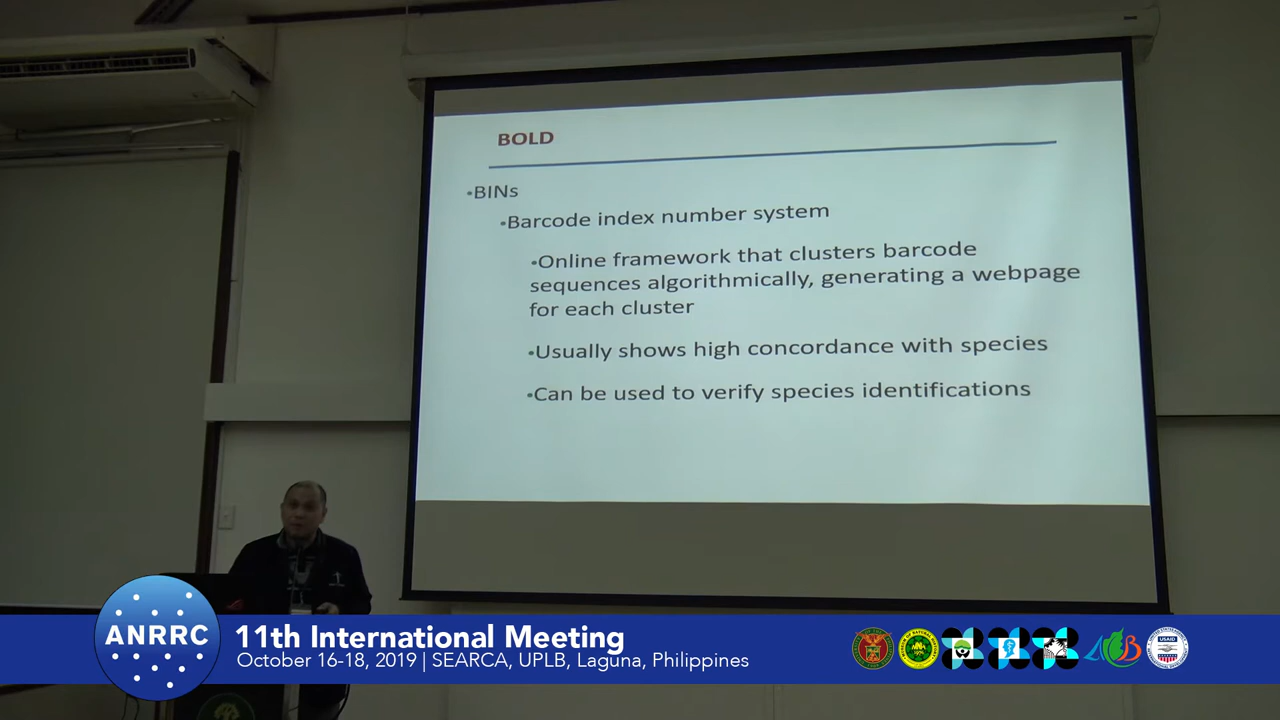 BOLD
•BINs
•Barcode index number system
•Online framework that clusters barcode
sequences algorithmically, generating a webpage
for each cluster
•Usually shows high concordance with species
•Can be used to verify species identifications
ANRRC
11th International Meeting
October 16-18, 2019 | SEARCA, UPLB, Laguna, Philippines
USAID